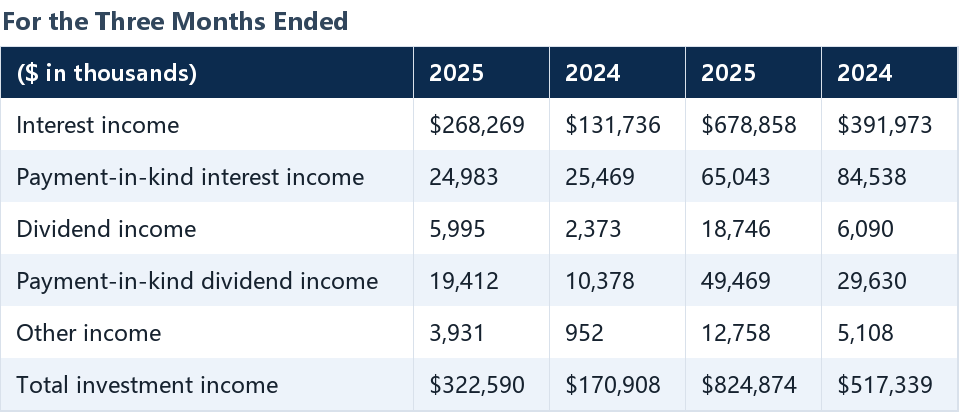 For the Three Months Ended
($ in thousands) 2025 2024 2025 2024
Interest income $268,269 $131,736 $678,858 $391,973
Payment-in-kind interest income 24,983 25,469 65,043 84,538
Dividend income 5,995 2,373 18,746 6,090
Payment-in-kind dividend income 19,412 10,378 49,469 29,630
Other income 3,931 952 12,758 5,108
Total investment income $322,590 $170,908 $824,874 $517,339